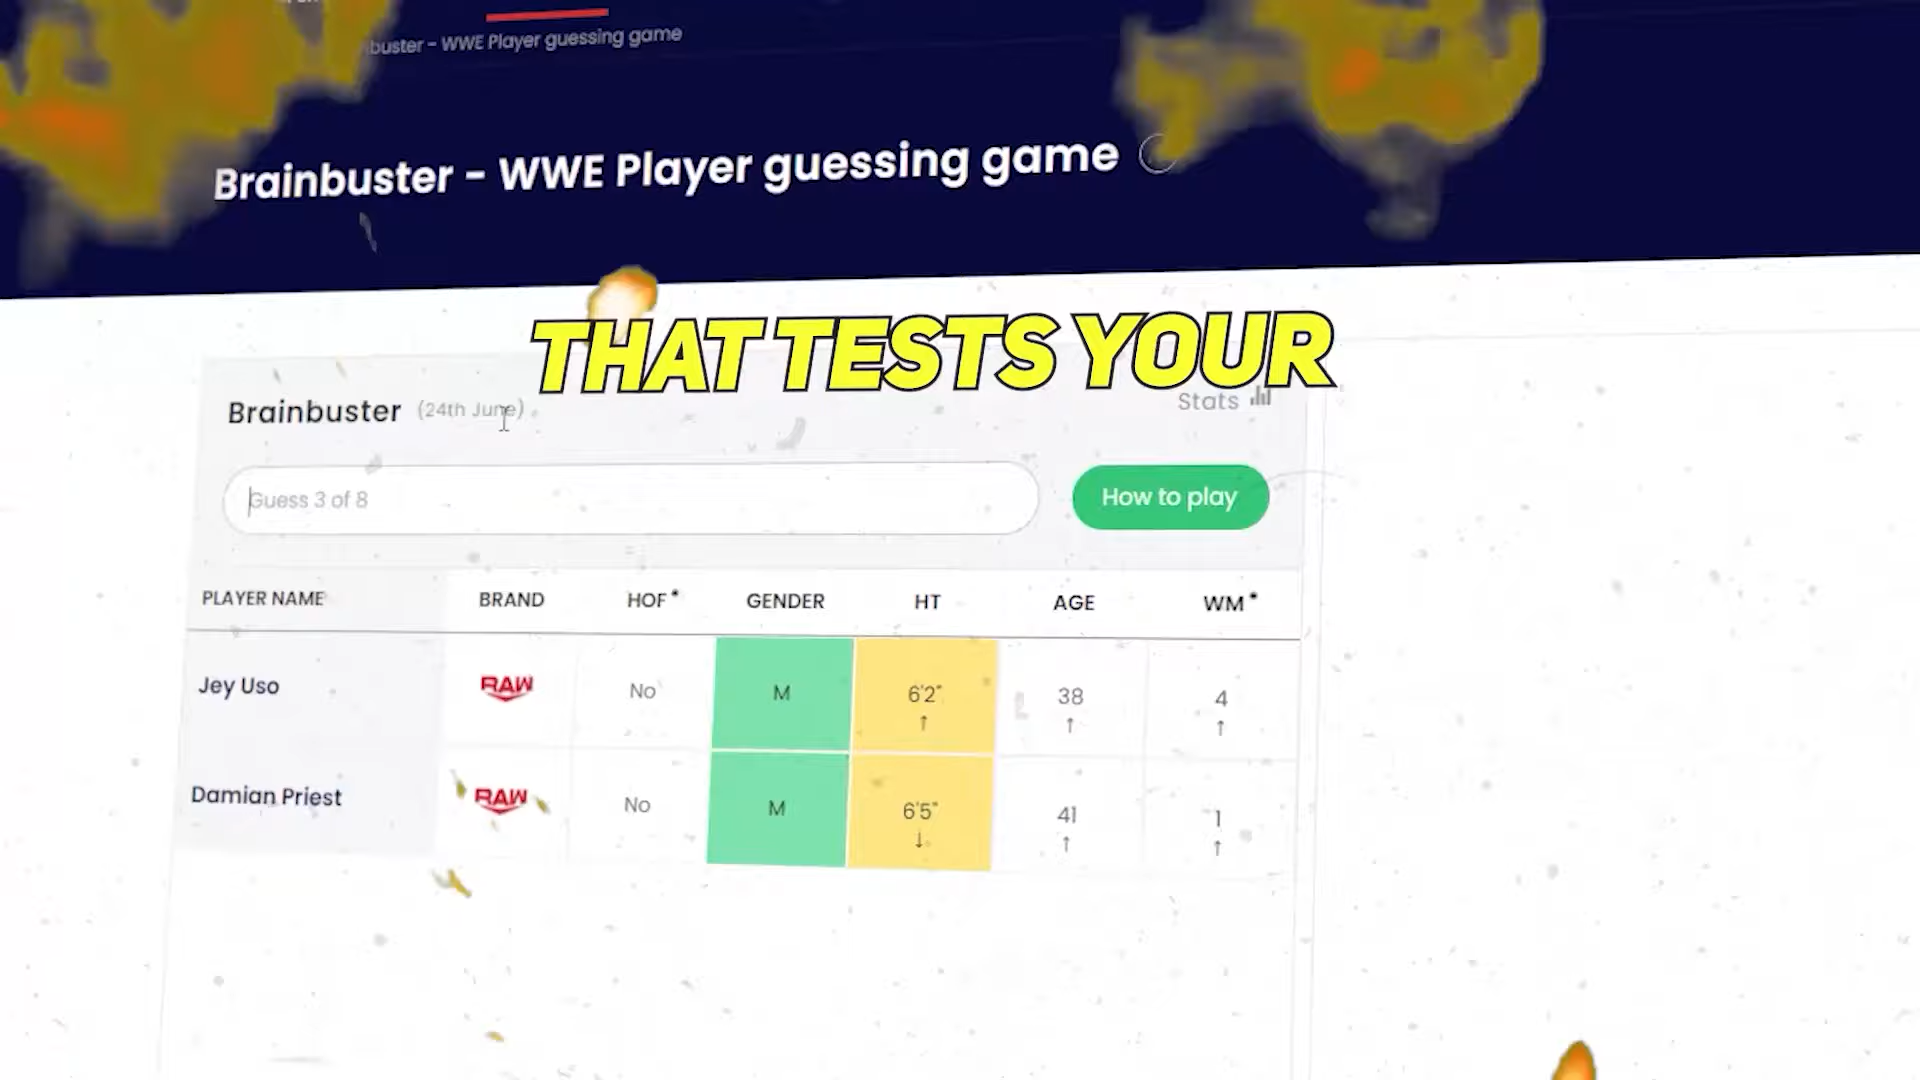 buster - WWE Player guessing game
Brainbuster - WWE Player guessing game
THAT TESTS YOUR
Brainbuster (24th June)
Stats
Guess 3 of 8
How to play
PLAYER NAME BRAND HOF* GENDER HT AGE WM*
Jey Uso RAW No M 6'2" ↑ 38 ↑ 4 ↑
Damian Priest RAW No M 6'5" ↓ 41 ↑ 1 ↑